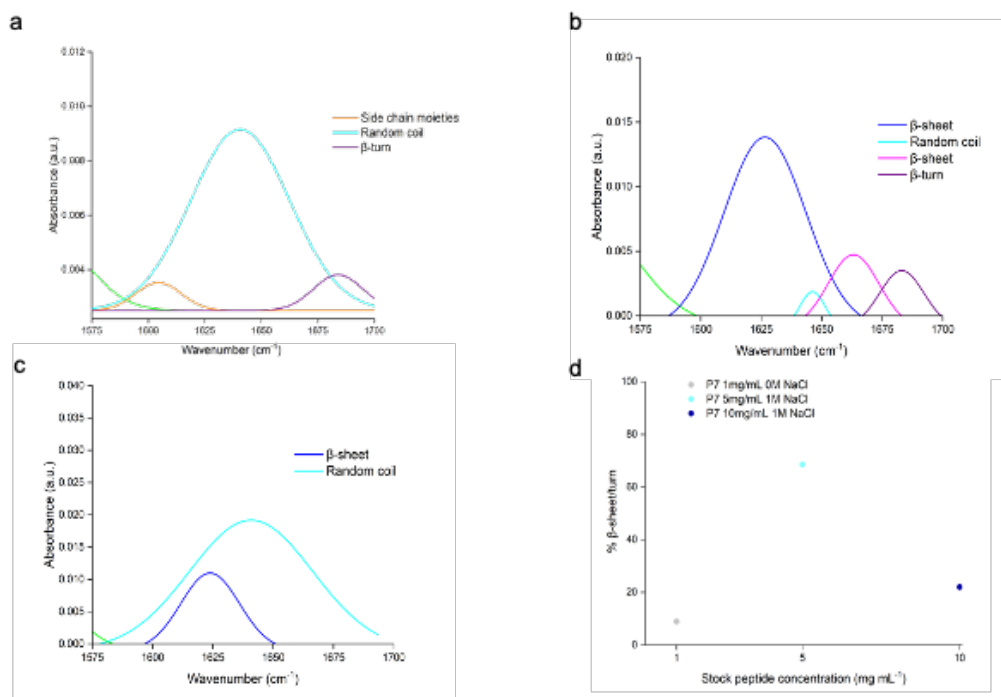 a
0.012
0.010
0.008
0.006
0.004
Absorbance (a.u.)
Side chain moieties
Random coil
β-turn
1575 1600 1625 1650 1675 1700
Wavenumber (cm⁻¹)
b
0.020
0.015
0.010
0.005
0.000
Absorbance (a.u.)
β-sheet
Random coil
β-sheet
β-turn
1575 1600 1625 1650 1675 1700
Wavenumber (cm⁻¹)
c
0.040
0.035
0.030
0.025
0.020
0.015
0.010
0.005
0.000
Absorbance (a.u.)
β-sheet
Random coil
1575 1600 1625 1650 1675 1700
Wavenumber (cm⁻¹)
d
100
80
60
40
20
0
% β-sheet/turn
P7 1mg/mL 0M NaCl
P7 5mg/mL 1M NaCl
P7 10mg/mL 1M NaCl
1 5 10
Stock peptide concentration (mg mL⁻¹)